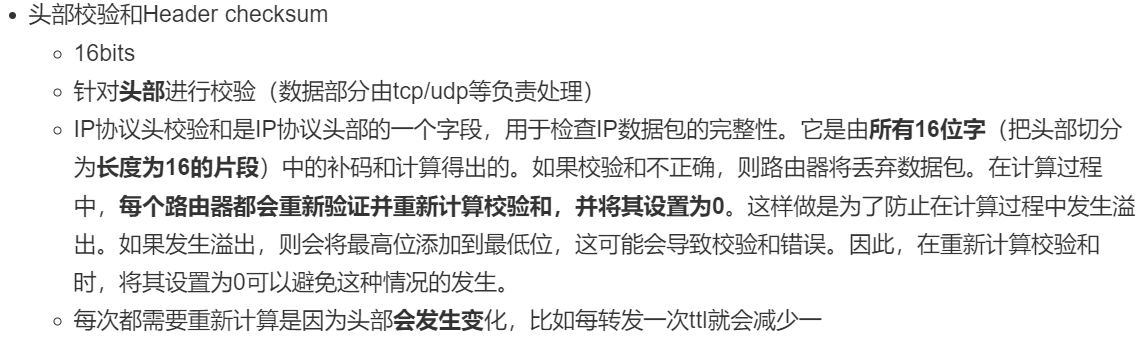 头部校验和Header checksum
16bits
针对头部进行校验（数据部分由tcp/udp等负责处理）
IP协议头校验和是IP协议头部的一个字段，用于检查IP数据包的完整性。它是由所有16位字（把头部切分
为长度为16的片段）中的补码和计算得出的。如果校验和不正确，则路由器将丢弃数据包。在计算过程
中，每个路由器都会重新验证并重新计算校验和，并将其设置为0。这样做是为了防止在计算过程中发生溢
出。如果发生溢出，则会将最高位添加到最低位，这可能会导致校验和错误。因此，在重新计算校验和
时，将其设置为0可以避免这种情况的发生。
每次都需要重新计算是因为头部会发生变化，比如每转发一次ttl就会减少一